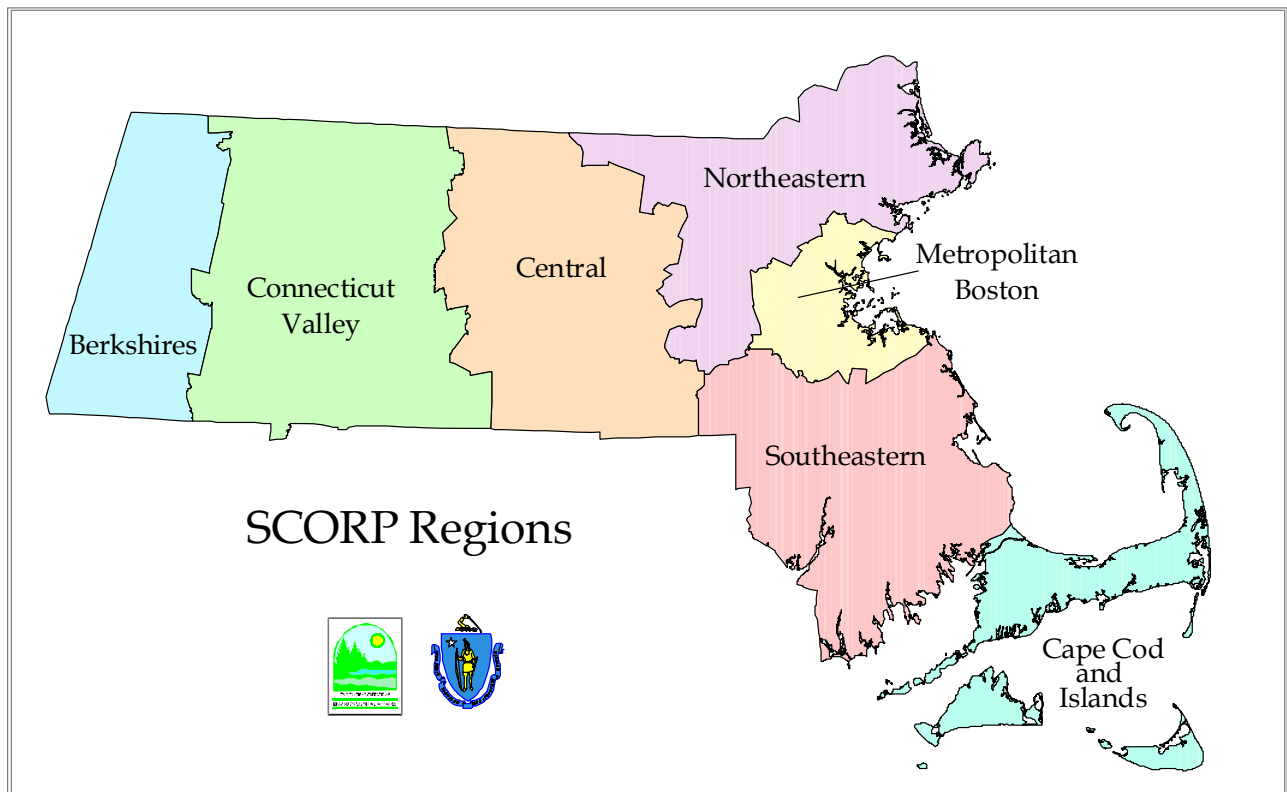 Northeastern
Metropolitan
Boston
Central
Connecticut
Valley
Berkshires
Southeastern
SCORP Regions
Cape Cod
and
Islands